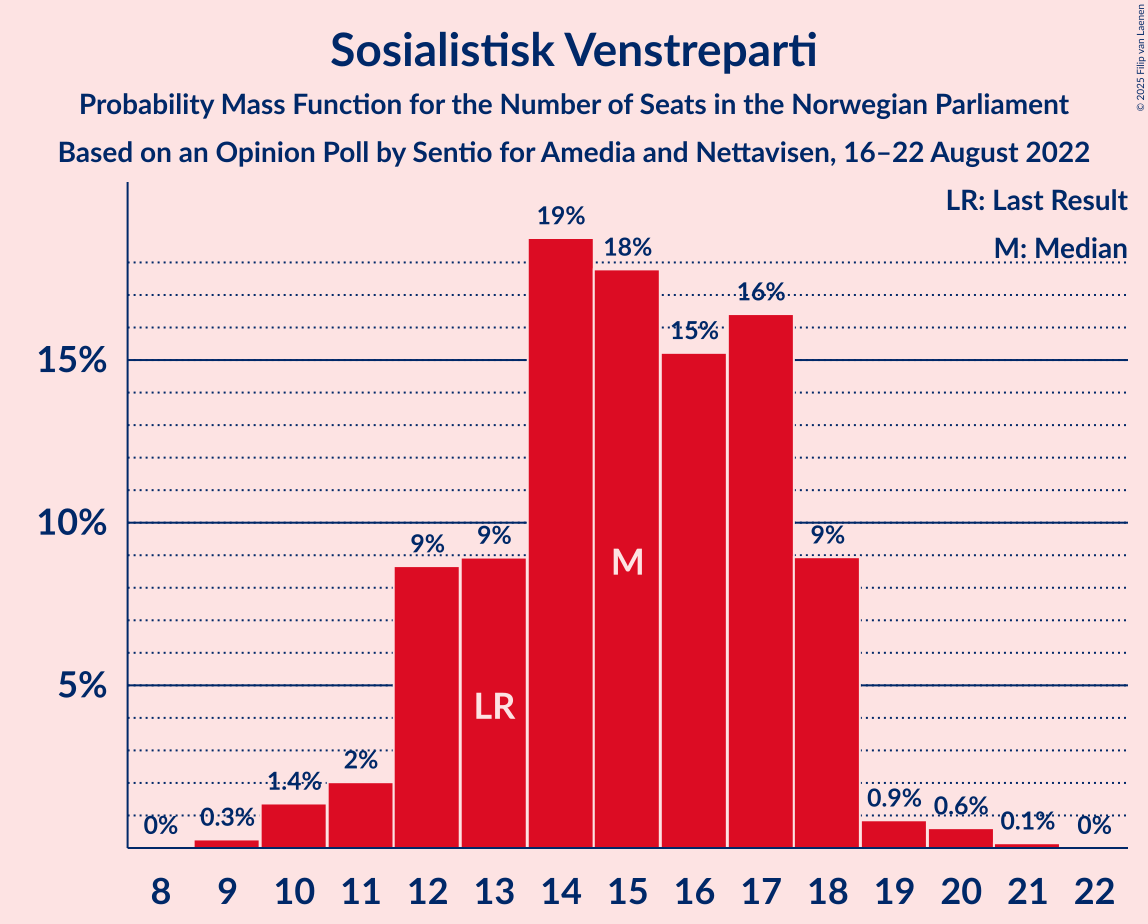 Sosialistisk Venstreparti
Probability Mass Function for the Number of Seats in the Norwegian Parliament
Based on an Opinion Poll by Sentio for Amedia and Nettavisen, 16–22 August 2022
© 2025 Filip van Laenen
LR: Last Result
M: Median
19%
18%
16%
15%
15%
10%
9%
9%
9%
M
5%
LR
2%
1.4%
0.9%
0.6%
0.3%
0.1%
0%
0%
8 9 10 11 12 13 14 15 16 17 18 19 20 21 22